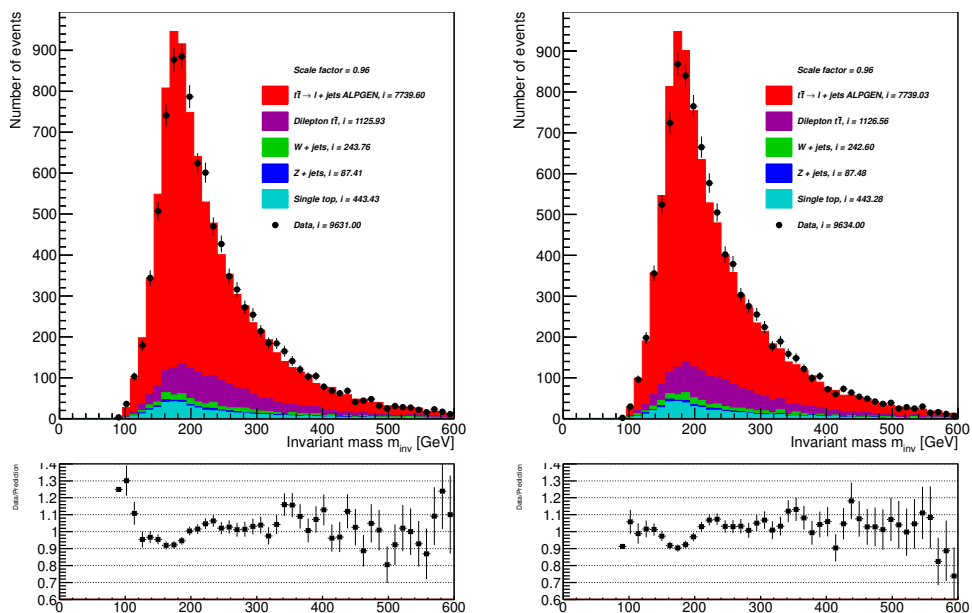 Number of events
900
800
700
600
500
400
300
200
100
0
0 100 200 300 400 500 600
Invariant mass m_inv [GeV]
Scale factor = 0.96
tt̄ → l + jets ALPGEN, i = 7739.60
Dilepton tt̄, i = 1125.93
W + jets, i = 243.76
Z + jets, i = 87.41
Single top, i = 443.43
Data, i = 9631.00
Data/Prediction
1.4
1.3
1.2
1.1
1
0.9
0.8
0.7
0.6
0 100 200 300 400 500 600
Number of events
900
800
700
600
500
400
300
200
100
0
0 100 200 300 400 500 600
Invariant mass m_inv [GeV]
Scale factor = 0.96
tt̄ → l + jets ALPGEN, i = 7739.03
Dilepton tt̄, i = 1126.56
W + jets, i = 242.60
Z + jets, i = 87.48
Single top, i = 443.28
Data, i = 9634.00
Data/Prediction
1.4
1.3
1.2
1.1
1
0.9
0.8
0.7
0.6
0 100 200 300 400 500 600